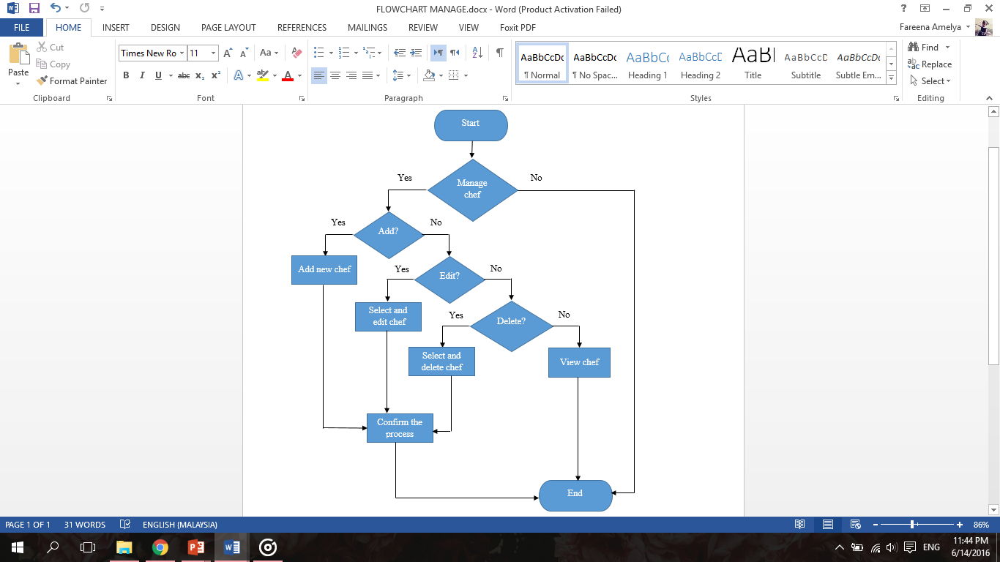 FLOWCHART MANAGE.docx - Word (Product Activation Failed)
?
FILE HOME INSERT DESIGN PAGE LAYOUT REFERENCES MAILINGS REVIEW VIEW Foxit PDF
Fareena Amelya
Paste
Cut
Copy
Format Painter
Clipboard
Times New Ro 11
Aa
B I U abc x₂ x²
Font
Paragraph
AaBbCcDc AaBbCcDc AaBbCc AaBbCcD AaBl AaBbCcD AaBbCcDc
¶ Normal ¶ No Spac... Heading 1 Heading 2 Title Subtitle Subtle Em...
Styles
Find
Replace
Select
Editing
Start
Manage
chef
Yes
No
Add?
Yes
No
Add new chef
Edit?
Yes
No
Select and
edit chef
Delete?
Yes
No
Select and
delete chef
View chef
Confirm the
process
End
PAGE 1 OF 1 31 WORDS ENGLISH (MALAYSIA)
86%
ENG
11:44 PM
6/14/2016